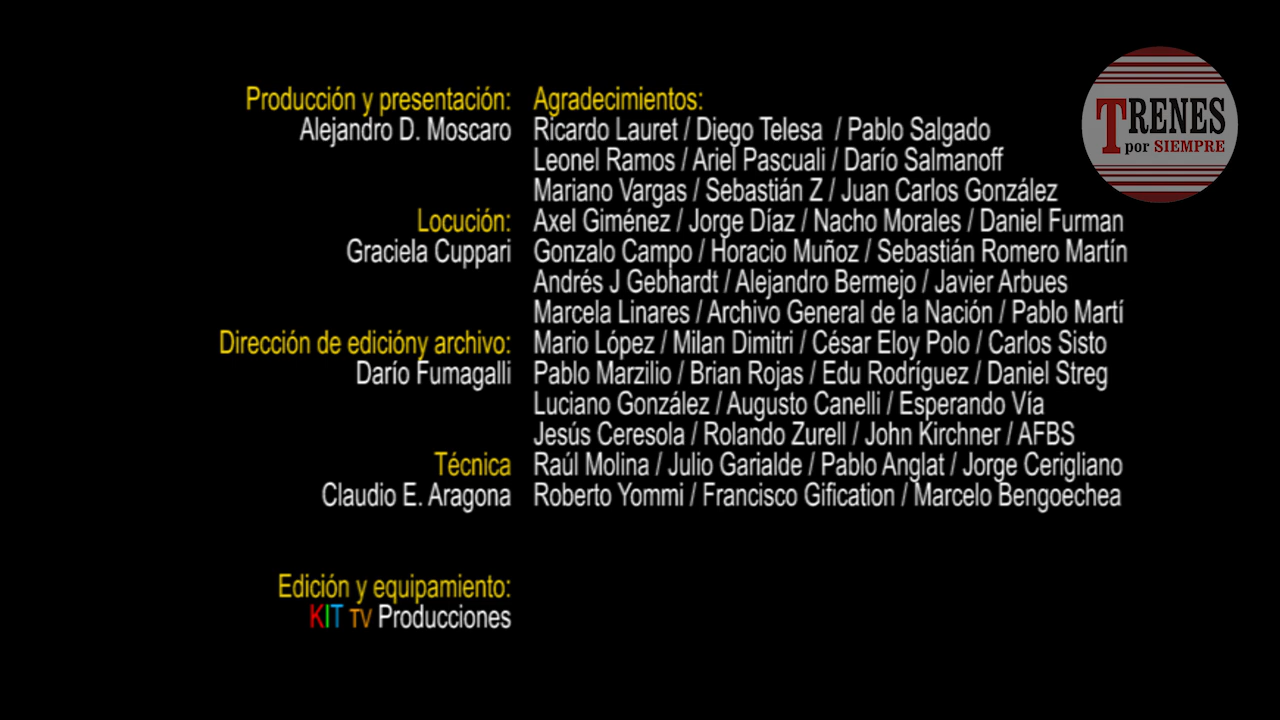 Producción y presentación:
Alejandro D. Moscaro
Locución:
Graciela Cuppari
Dirección de edicióny archivo:
Darío Fumagalli
Técnica
Claudio E. Aragona
Edición y equipamiento:
KIT TV Producciones
Agradecimientos:
Ricardo Lauret / Diego Telesa / Pablo Salgado
Leonel Ramos / Ariel Pascuali / Darío Salmanoff
Mariano Vargas / Sebastián Z / Juan Carlos González
Axel Giménez / Jorge Díaz / Nacho Morales / Daniel Furman
Gonzalo Campo / Horacio Muñoz / Sebastián Romero Martín
Andrés J Gebhardt / Alejandro Bermejo / Javier Arbues
Marcela Linares / Archivo General de la Nación / Pablo Martí
Mario López / Milan Dimitri / César Eloy Polo / Carlos Sisto
Pablo Marzilio / Brian Rojas / Edu Rodríguez / Daniel Streg
Luciano González / Augusto Canelli / Esperando Vía
Jesús Ceresola / Rolando Zurell / John Kirchner / AFBS
Raúl Molina / Julio Garialde / Pablo Anglat / Jorge Cerigliano
Roberto Yommi / Francisco Gification / Marcelo Bengoechea
TRENES
por SIEMPRE